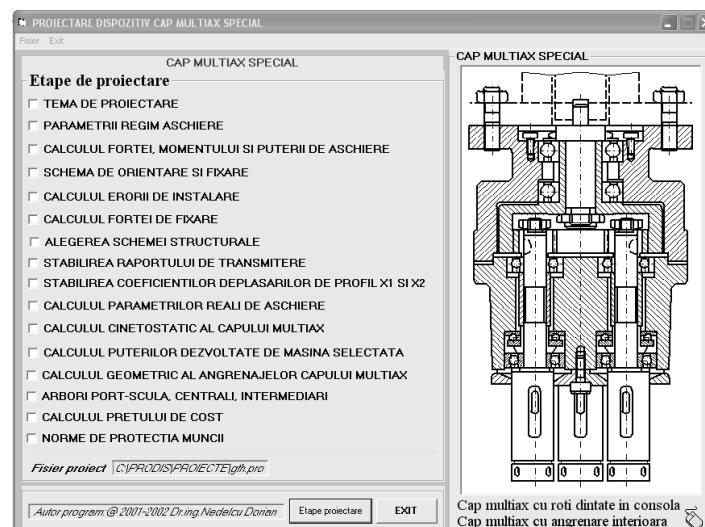 PROIECTARE DISPOZITIV CAP MULTIAX SPECIAL
Fisier Exit
CAP MULTIAX SPECIAL
Etape de proiectare
TEMA DE PROIECTARE
PARAMETRII REGIM ASCHIERE
CALCULUL FORTEI, MOMENTULUI SI PUTERII DE ASCHIERE
SCHEMA DE ORIENTARE SI FIXARE
CALCULUL ERORII DE INSTALARE
CALCULUL FORTEI DE FIXARE
ALEGEREA SCHEMEI STRUCTURALE
STABILIREA RAPORTULUI DE TRANSMITERE
STABILIREA COEFICIENTILOR DEPLASARILOR DE PROFIL X1 SI X2
CALCULUL PARAMETRILOR REALI DE ASCHIERE
CALCULUL CINETOSTATIC AL CAPULUI MULTIAX
CALCULUL PUTERILOR DEZVOLTATE DE MASINA SELECTATA
CALCULUL GEOMETRIC AL ANGRENAJELOR CAPULUI MULTIAX
ARBORI PORT-SCULA, CENTRALI, INTERMEDIARI
CALCULUL PRETULUI DE COST
NORME DE PROTECTIA MUNCII
Fisier proiect C:\PRODIS\PROIECTE\gfh.pro
Autor program:@ 2001-2002 Dr.ing.Nedelcu Dorian Etape proiectare EXIT
CAP MULTIAX SPECIAL
Cap multiax cu roti dintate in consola
Cap multiax cu angrenare interioara